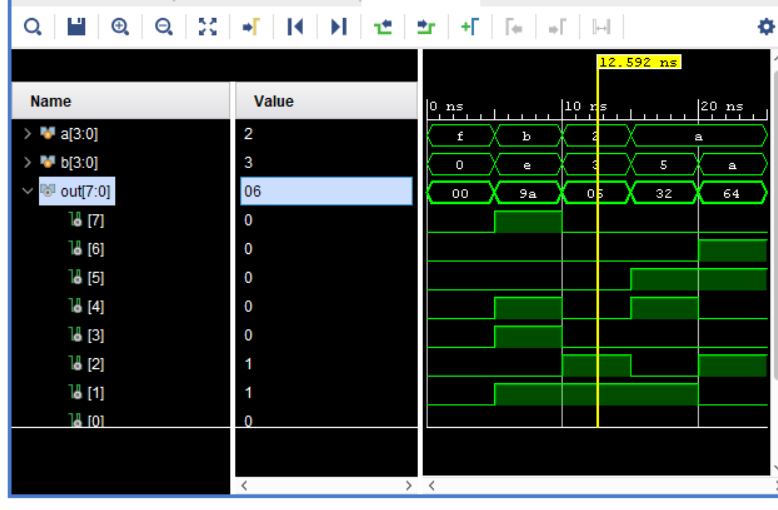 12.592 ns
Name Value
0 ns 10 ns 20 ns
a[3:0] 2 f b 2 a
b[3:0] 3 0 e 3 5 a
out[7:0] 06 00 9a 06 32 64
[7] 0
[6] 0
[5] 0
[4] 0
[3] 0
[2] 1
[1] 1
[0] 0